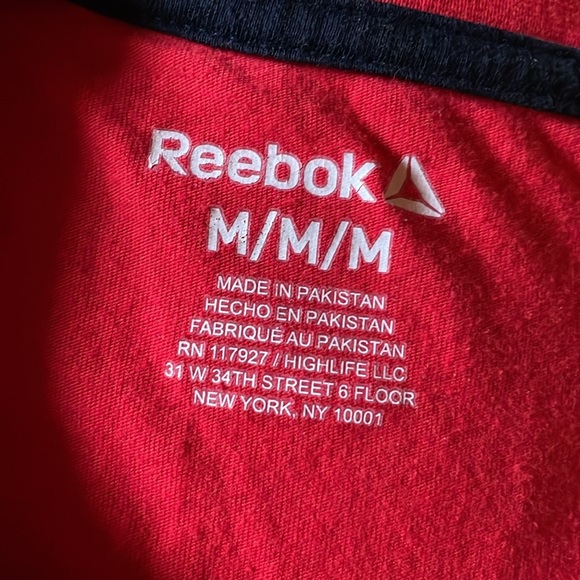 Reebok
M/M/M
MADE IN PAKISTAN
HECHO EN PAKISTAN
FABRIQUÉ AU PAKISTAN
RN 117927 / HIGHLIFE LLC
31 W 34TH STREET 6 FLOOR
NEW YORK, NY 10001